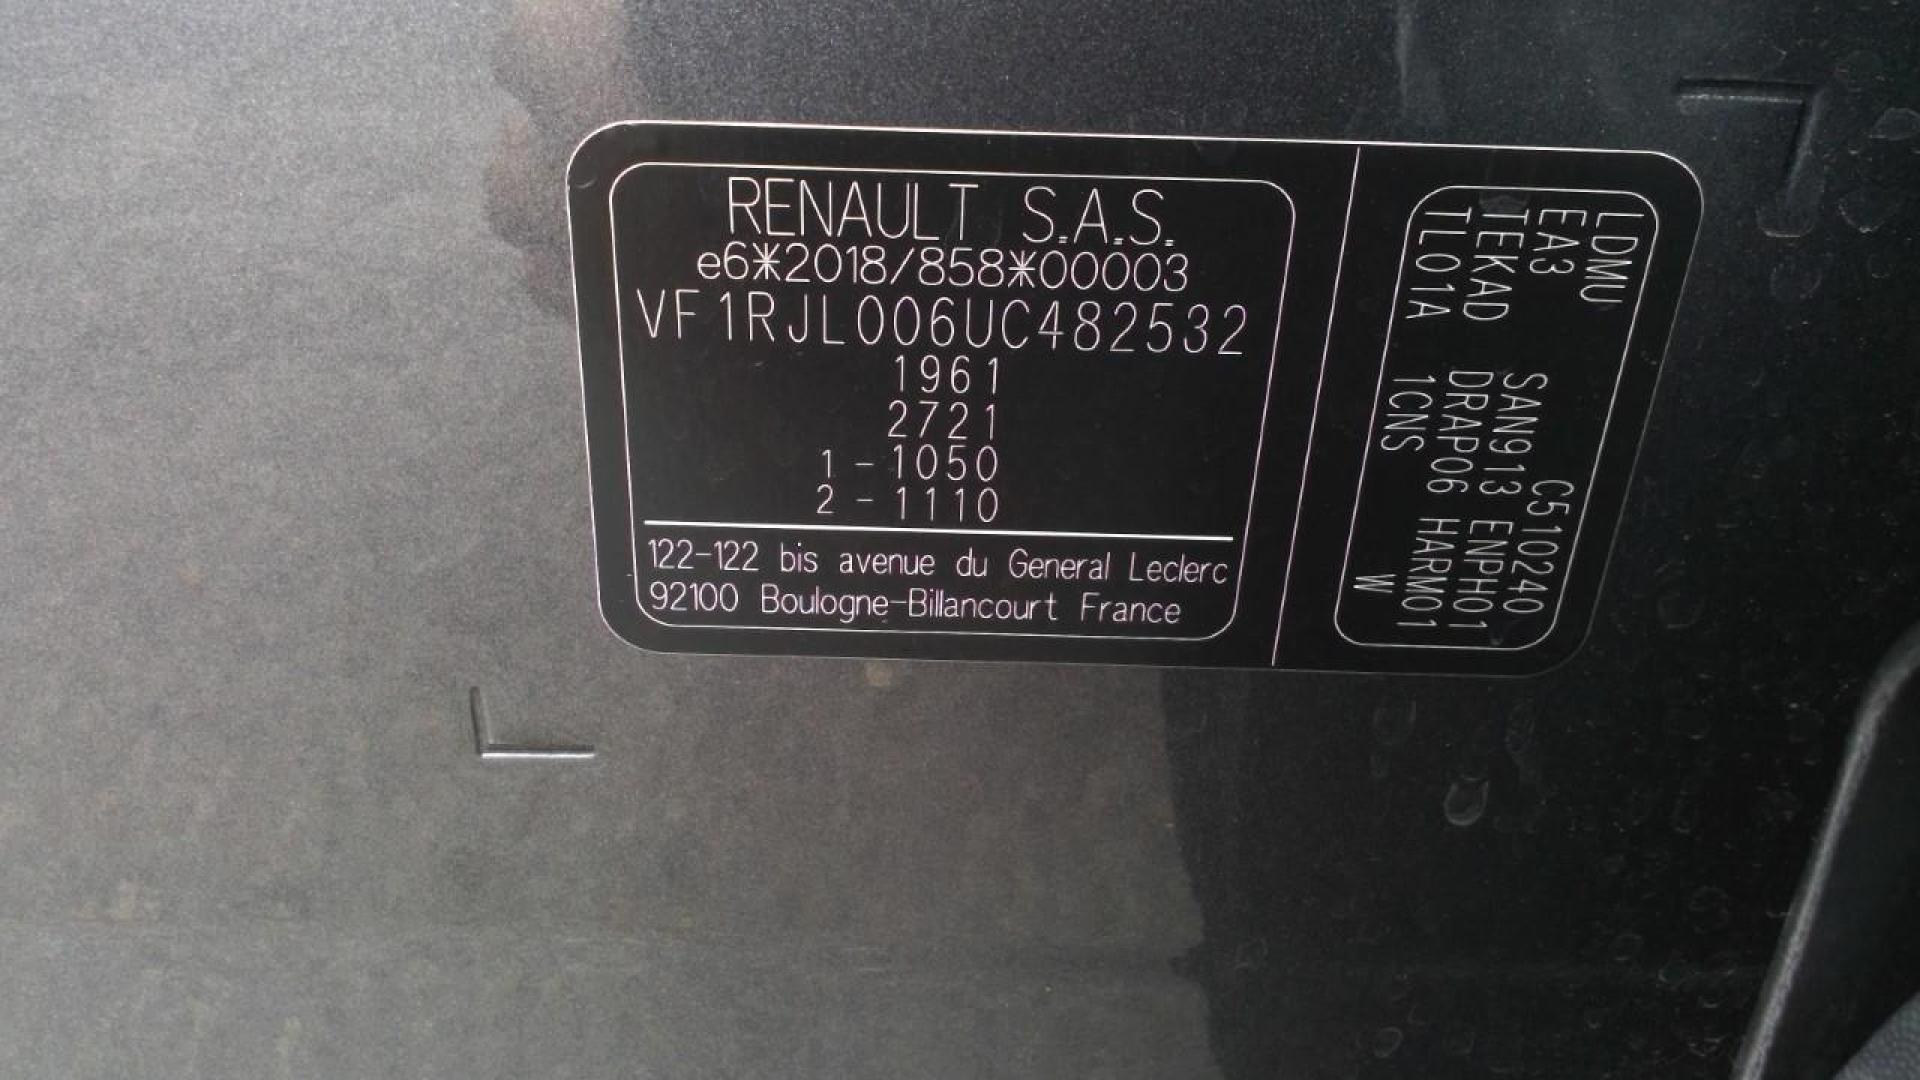 RENAULT S.A.S.
e6*2018/858*00003
VF1RJL006UC482532
1961
2721
1 - 1050
2 - 1110
122-122 bis avenue du General Leclerc
92100 Boulogne-Billancourt France
LDMU C510240
EA3 SAN913 ENPH01
TEKAD DRAP06 HARM01
TL01A 1CNS W